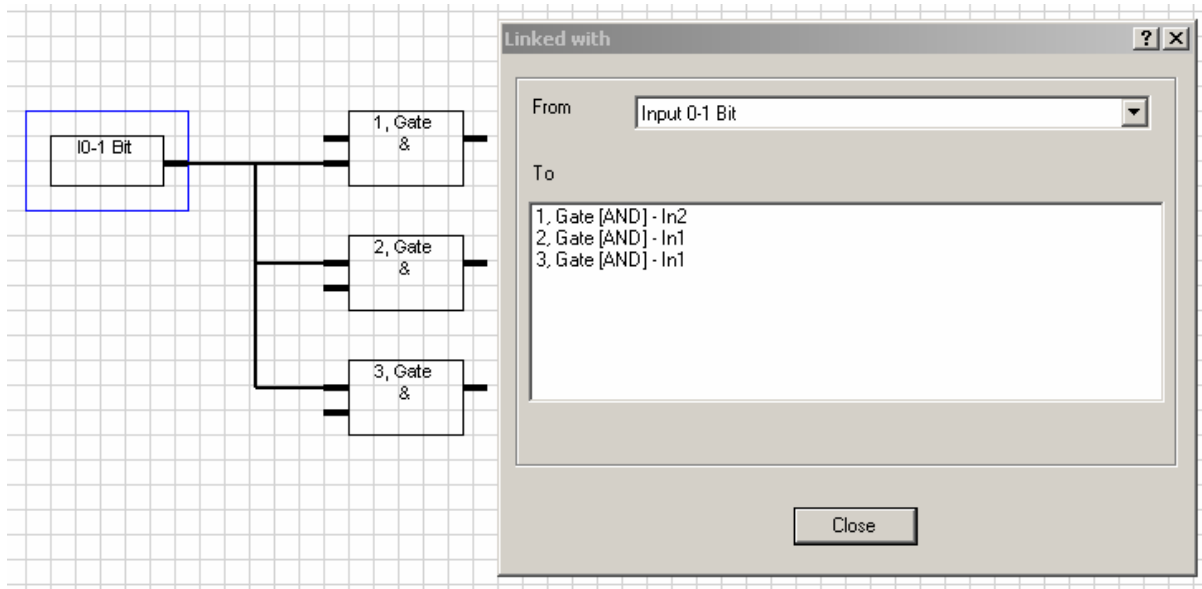 I0-1 Bit
1, Gate
&
2, Gate
&
3, Gate
&
Linked with
?
From
Input 0-1 Bit
To
1, Gate [AND] - In2
2, Gate [AND] - In1
3, Gate [AND] - In1
Close